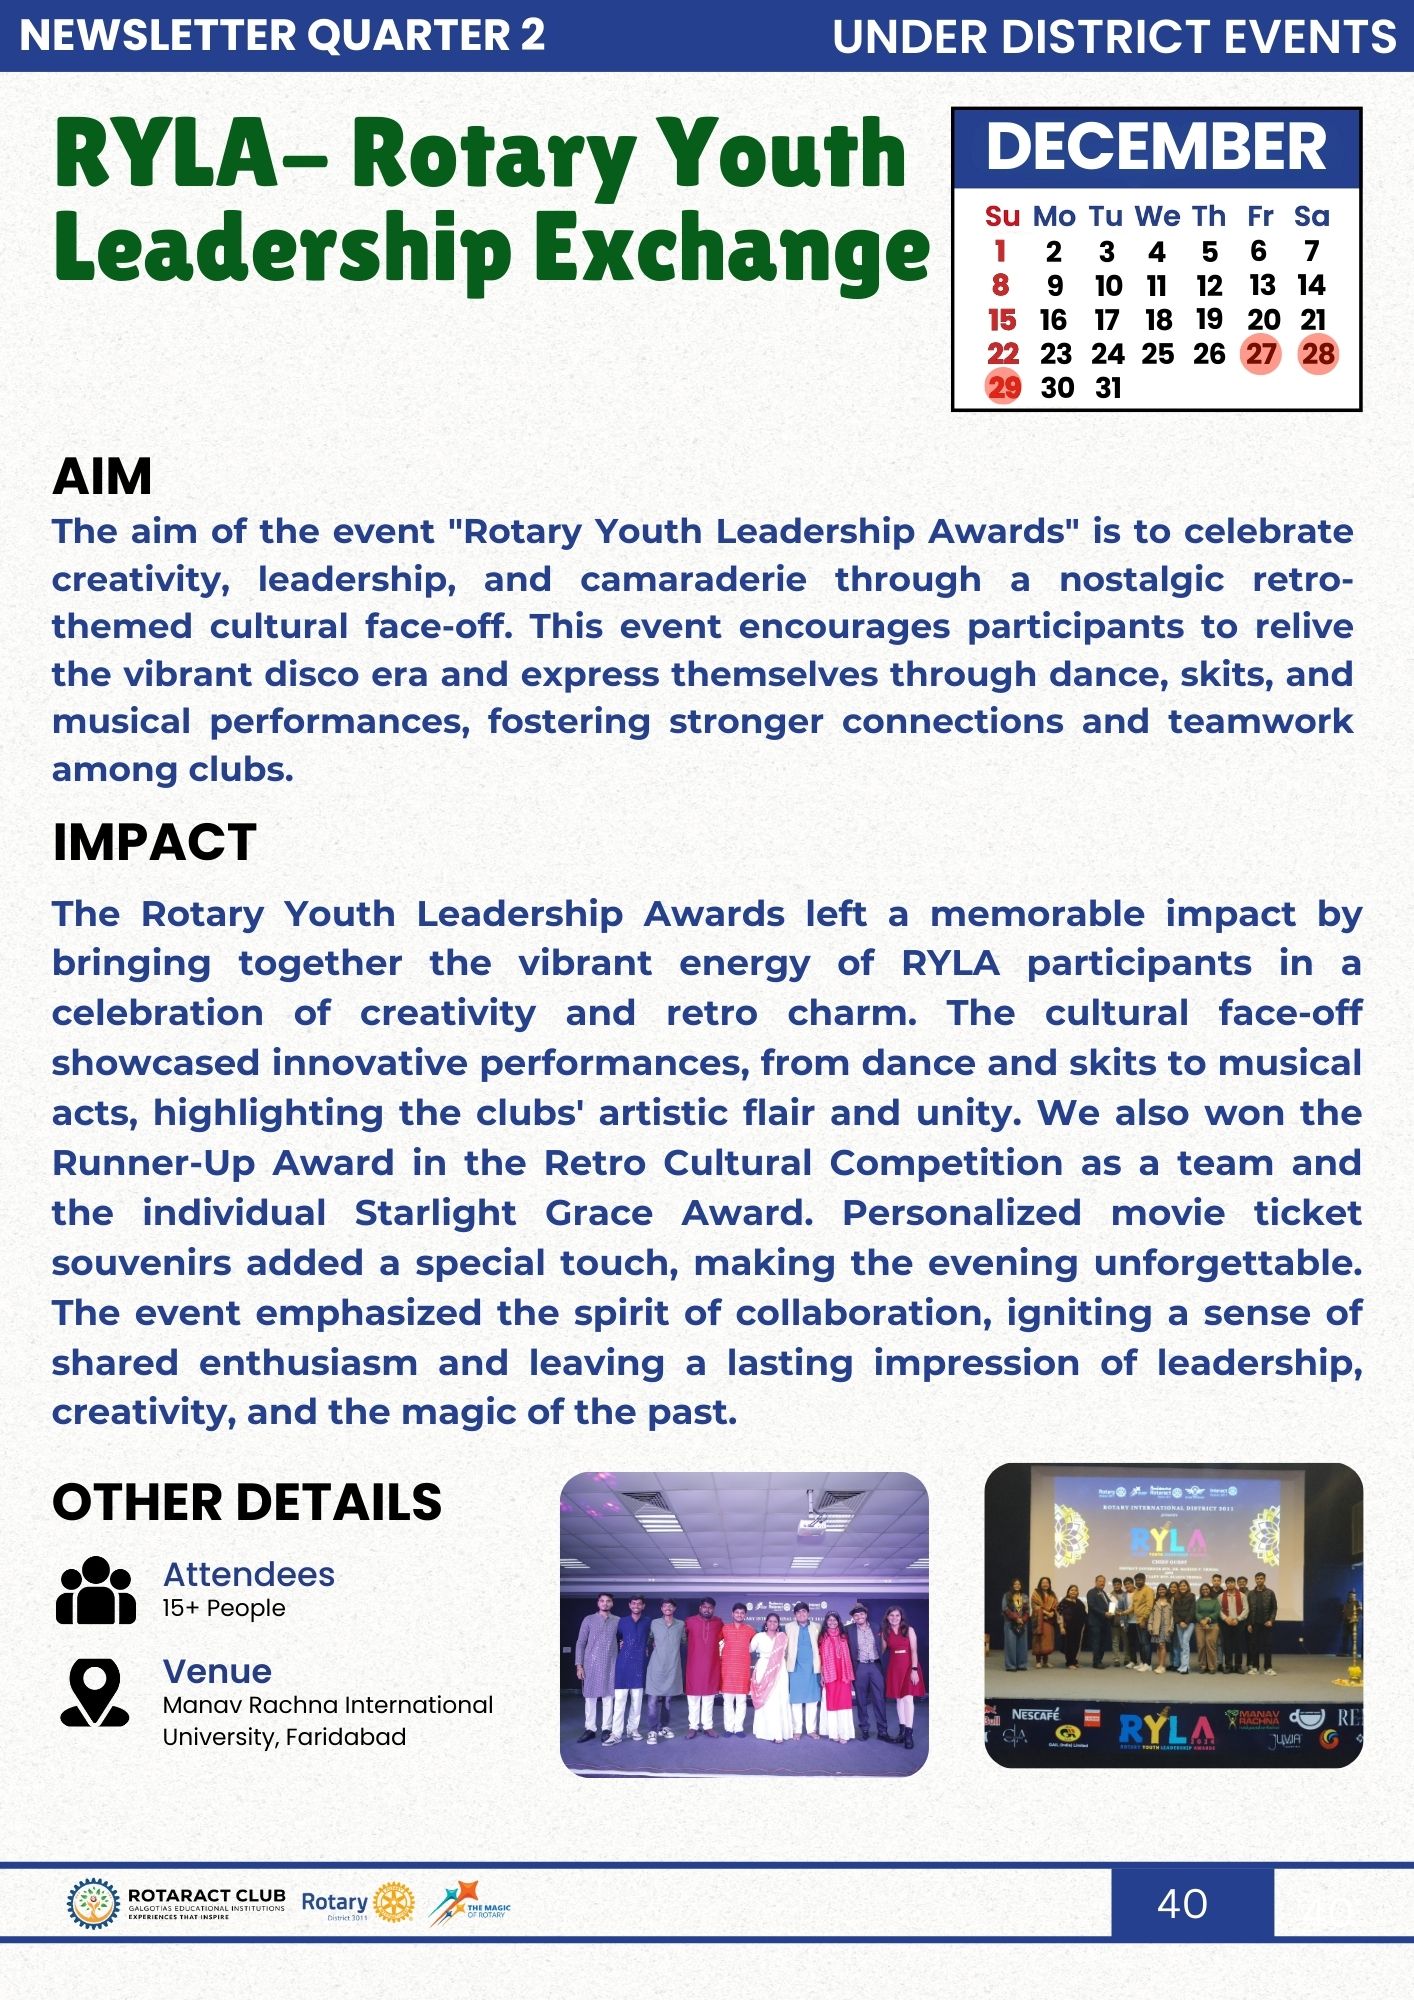 NEWSLETTER QUARTER 2
UNDER DISTRICT EVENTS
RYLA- Rotary Youth
Leadership Exchange
DECEMBER
Su Mo Tu We Th Fr Sa
1 2 3 4 5 6 7
8 9 10 11 12 13 14
15 16 17 18 19 20 21
22 23 24 25 26 27 28
29 30 31
AIM
The aim of the event "Rotary Youth Leadership Awards" is to celebrate
creativity, leadership, and camaraderie through a nostalgic retro-
themed cultural face-off. This event encourages participants to relive
the vibrant disco era and express themselves through dance, skits, and
musical performances, fostering stronger connections and teamwork
among clubs.
IMPACT
The Rotary Youth Leadership Awards left a memorable impact by
bringing together the vibrant energy of RYLA participants in a
celebration of creativity and retro charm. The cultural face-off
showcased innovative performances, from dance and skits to musical
acts, highlighting the clubs' artistic flair and unity. We also won the
Runner-Up Award in the Retro Cultural Competition as a team and
the individual Starlight Grace Award. Personalized movie ticket
souvenirs added a special touch, making the evening unforgettable.
The event emphasized the spirit of collaboration, igniting a sense of
shared enthusiasm and leaving a lasting impression of leadership,
creativity, and the magic of the past.
OTHER DETAILS
Attendees
15+ People
Venue
Manav Rachna International
University, Faridabad
ROTARY INTERNATIONAL DISTRICT 3011
RYLA
CHIEF GUEST
NESCAFÉ
GAIL (India) Limited
RYLA
2024
ROTARY YOUTH LEADERSHIP AWARDS
MANAV
RACHNA
ROTARACT CLUB
GALGOTIAS EDUCATIONAL INSTITUTIONS
EXPERIENCES THAT INSPIRE
Rotary
District 3011
THE MAGIC
OF ROTARY
40